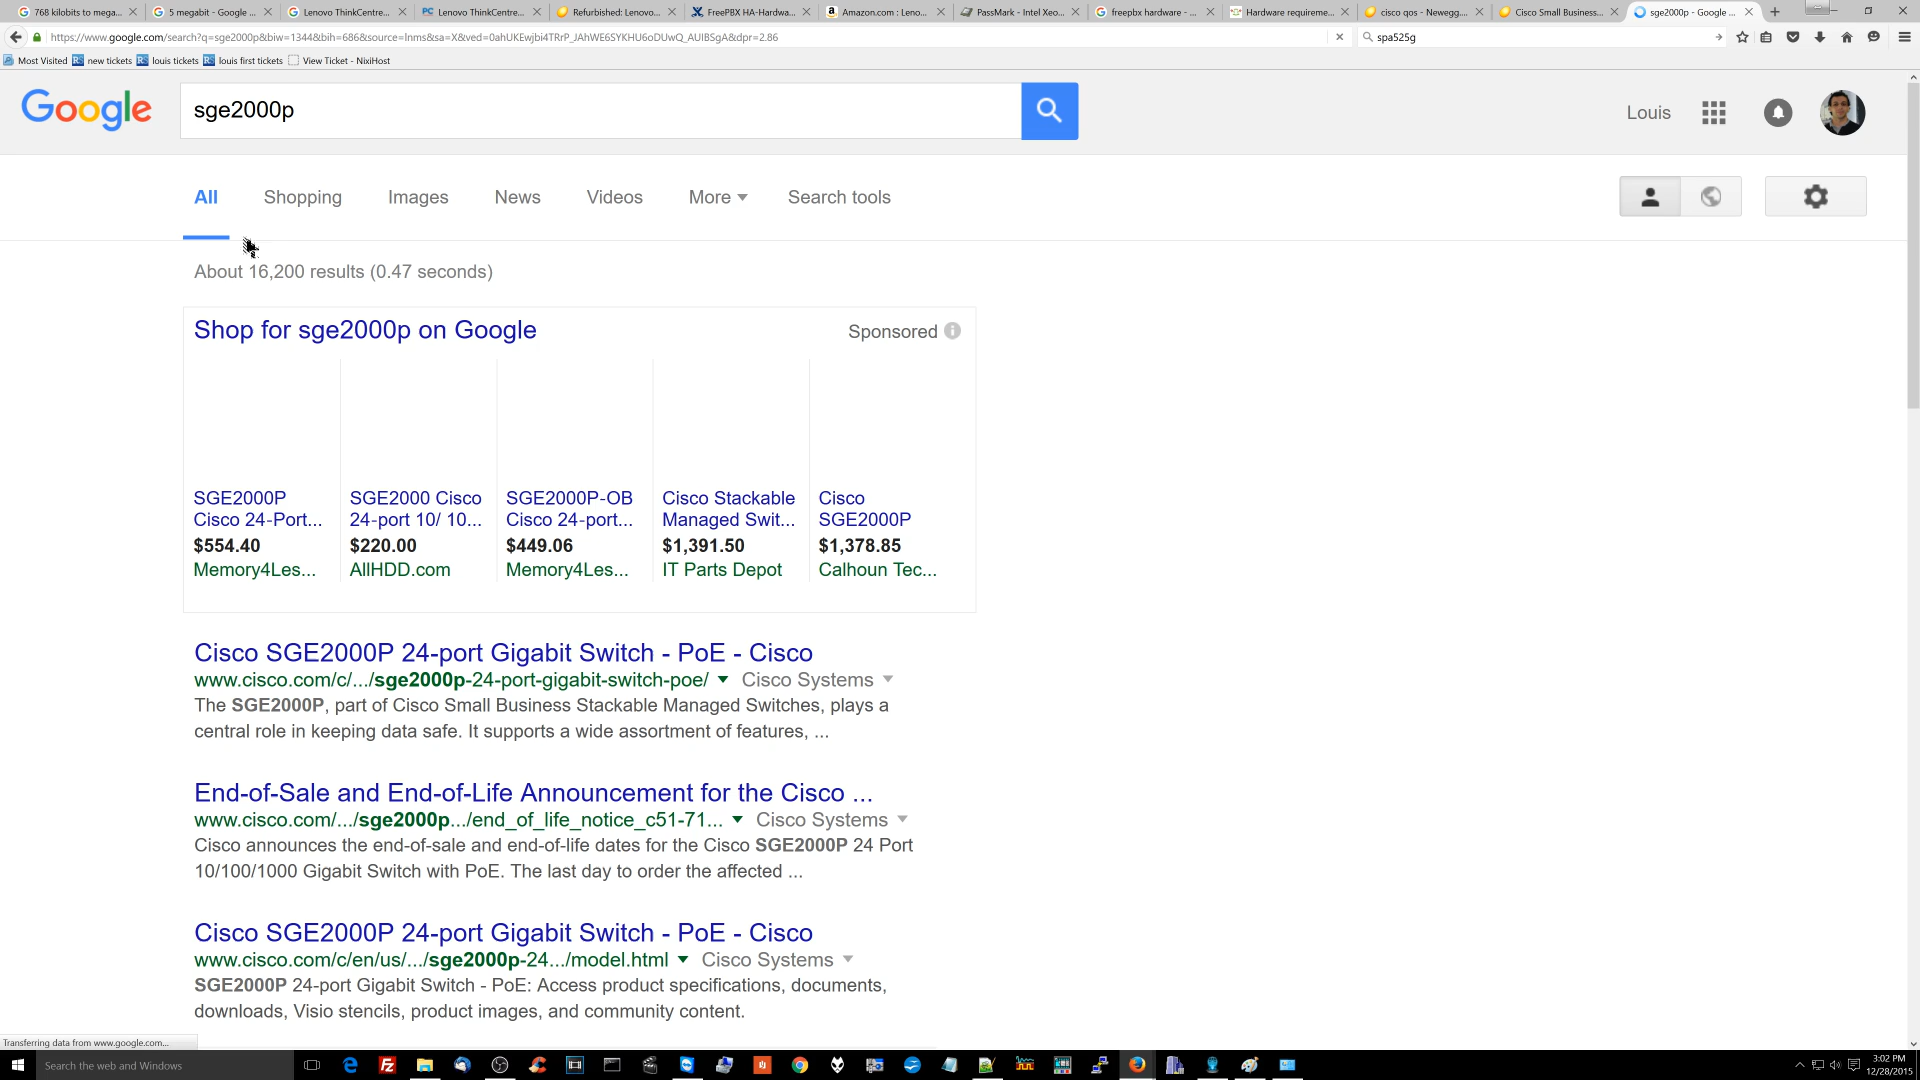 768 kilobits to mega...
5 megabit - Google ...
Lenovo ThinkCentre...
Lenovo ThinkCentre...
Refurbished: Lenovo...
FreePBX HA-Hardwa...
Amazon.com : Leno...
PassMark - Intel Xeo...
freepbx hardware - ...
Hardware requireme...
cisco qos - Newegg....
Cisco Small Business...
sge2000p - Google ...
https://www.google.com/search?q=sge2000p&biw=1344&bih=686&source=lnms&sa=X&ved=0ahUKEwjbi4TRrP_JAhWE6SYKHU6oDUwQ_AUIBSgA&dpr=2.86
spa525g
Most Visited
new tickets
louis tickets
louis first tickets
View Ticket - NixiHost
Google
sge2000p
Louis
All
Shopping
Images
News
Videos
More
Search tools
About 16,200 results (0.47 seconds)
Shop for sge2000p on Google
Sponsored
SGE2000P
Cisco 24-Port...
$554.40
Memory4Les...
SGE2000 Cisco
24-port 10/ 10...
$220.00
AllHDD.com
SGE2000P-OB
Cisco 24-port...
$449.06
Memory4Les...
Cisco Stackable
Managed Swit...
$1,391.50
IT Parts Depot
Cisco
SGE2000P
$1,378.85
Calhoun Tec...
Cisco SGE2000P 24-port Gigabit Switch - PoE - Cisco
www.cisco.com/c/.../sge2000p-24-port-gigabit-switch-poe/ Cisco Systems
The SGE2000P, part of Cisco Small Business Stackable Managed Switches, plays a
central role in keeping data safe. It supports a wide assortment of features, ...
End-of-Sale and End-of-Life Announcement for the Cisco ...
www.cisco.com/.../sge2000p.../end_of_life_notice_c51-71... Cisco Systems
Cisco announces the end-of-sale and end-of-life dates for the Cisco SGE2000P 24 Port
10/100/1000 Gigabit Switch with PoE. The last day to order the affected ...
Cisco SGE2000P 24-port Gigabit Switch - PoE - Cisco
www.cisco.com/c/en/us/.../sge2000p-24.../model.html Cisco Systems
SGE2000P 24-port Gigabit Switch - PoE: Access product specifications, documents,
downloads, Visio stencils, product images, and community content.
Transferring data from www.google.com...
Search the web and Windows
3:02 PM
12/28/2015